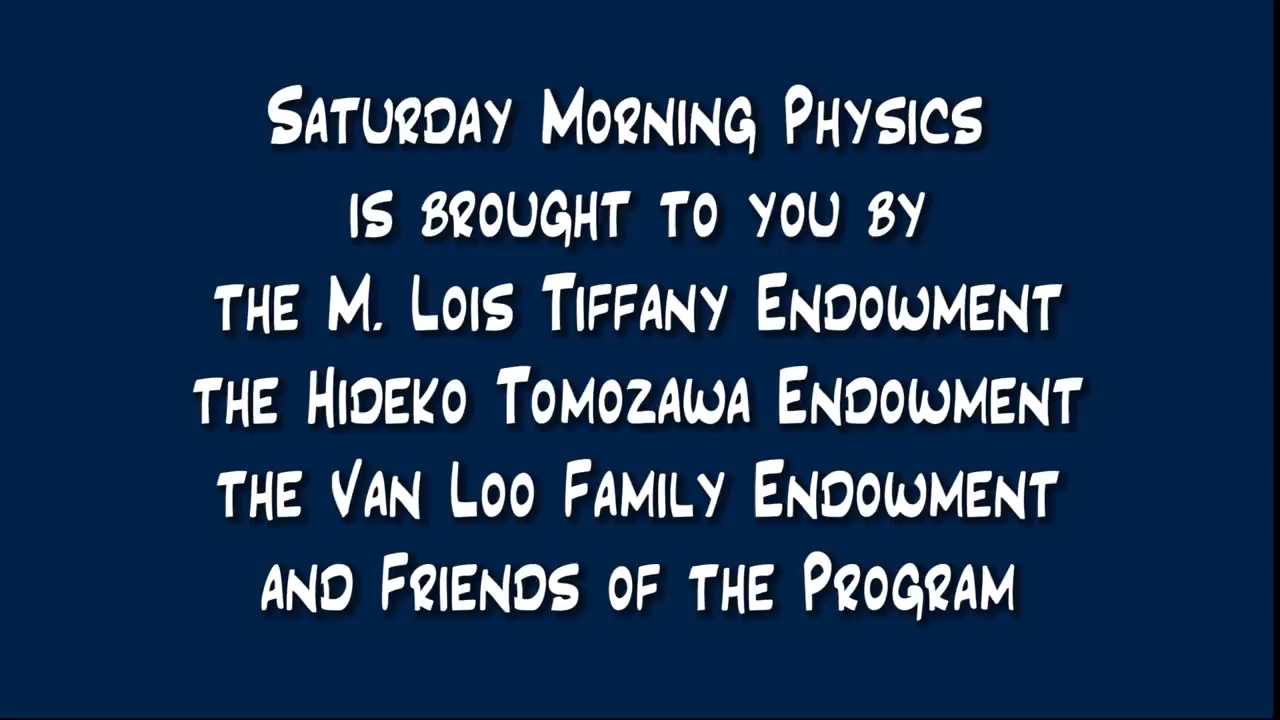 Saturday Morning Physics
is brought to you by
the M. Lois Tiffany Endowment
the Hideko Tomozawa Endowment
the Van Loo Family Endowment
and Friends of the Program